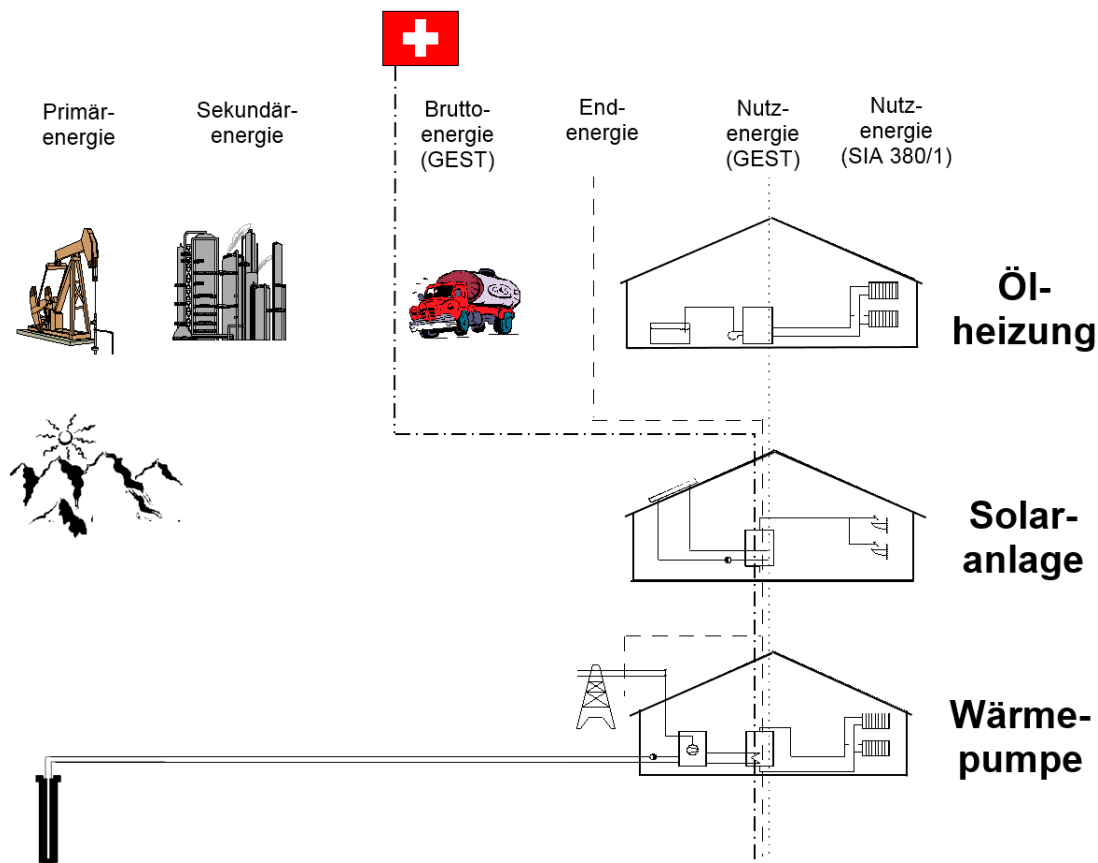 Primär-
energie
Sekundär-
energie
Brutto-
energie
(GEST)
End-
energie
Nutz-
energie
(GEST)
Nutz-
energie
(SIA 380/1)
Öl-
heizung
Solar-
anlage
Wärme-
pumpe